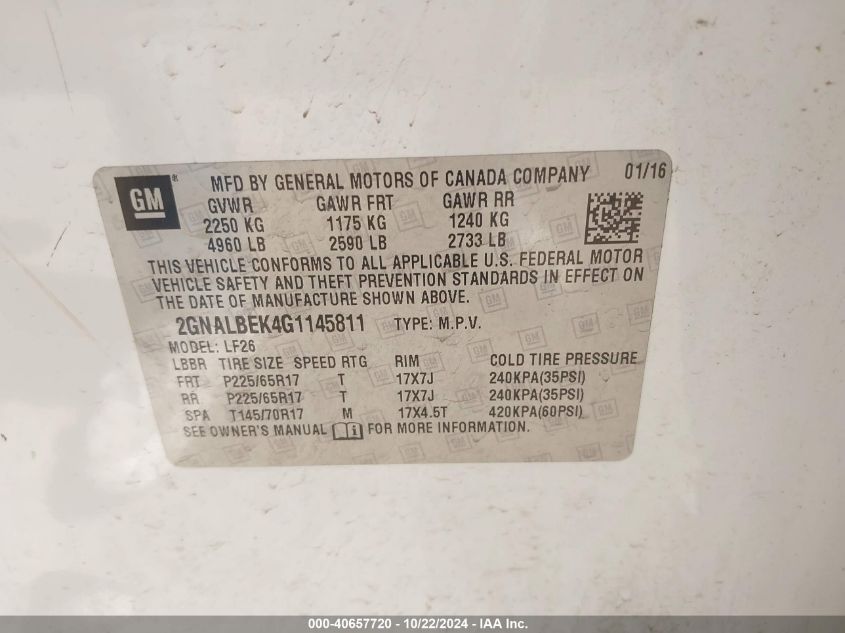 GM ® MFD BY GENERAL MOTORS OF CANADA COMPANY 01/16
GVWR GAWR FRT GAWR RR
2250 KG 1175 KG 1240 KG
4960 LB 2590 LB 2733 LB
THIS VEHICLE CONFORMS TO ALL APPLICABLE U.S. FEDERAL MOTOR
VEHICLE SAFETY AND THEFT PREVENTION STANDARDS IN EFFECT ON
THE DATE OF MANUFACTURE SHOWN ABOVE.
2GNALBEK4G1145811 TYPE: M.P.V.
MODEL: LF26
LBBR TIRE SIZE SPEED RTG RIM COLD TIRE PRESSURE
FRT P225/65R17 T 17X7J 240KPA(35PSI)
RR P225/65R17 T 17X7J 240KPA(35PSI)
SPA T145/70R17 M 17X4.5T 420KPA(60PSI)
SEE OWNER'S MANUAL i FOR MORE INFORMATION.
000-40657720 - 10/22/2024 - IAA Inc.